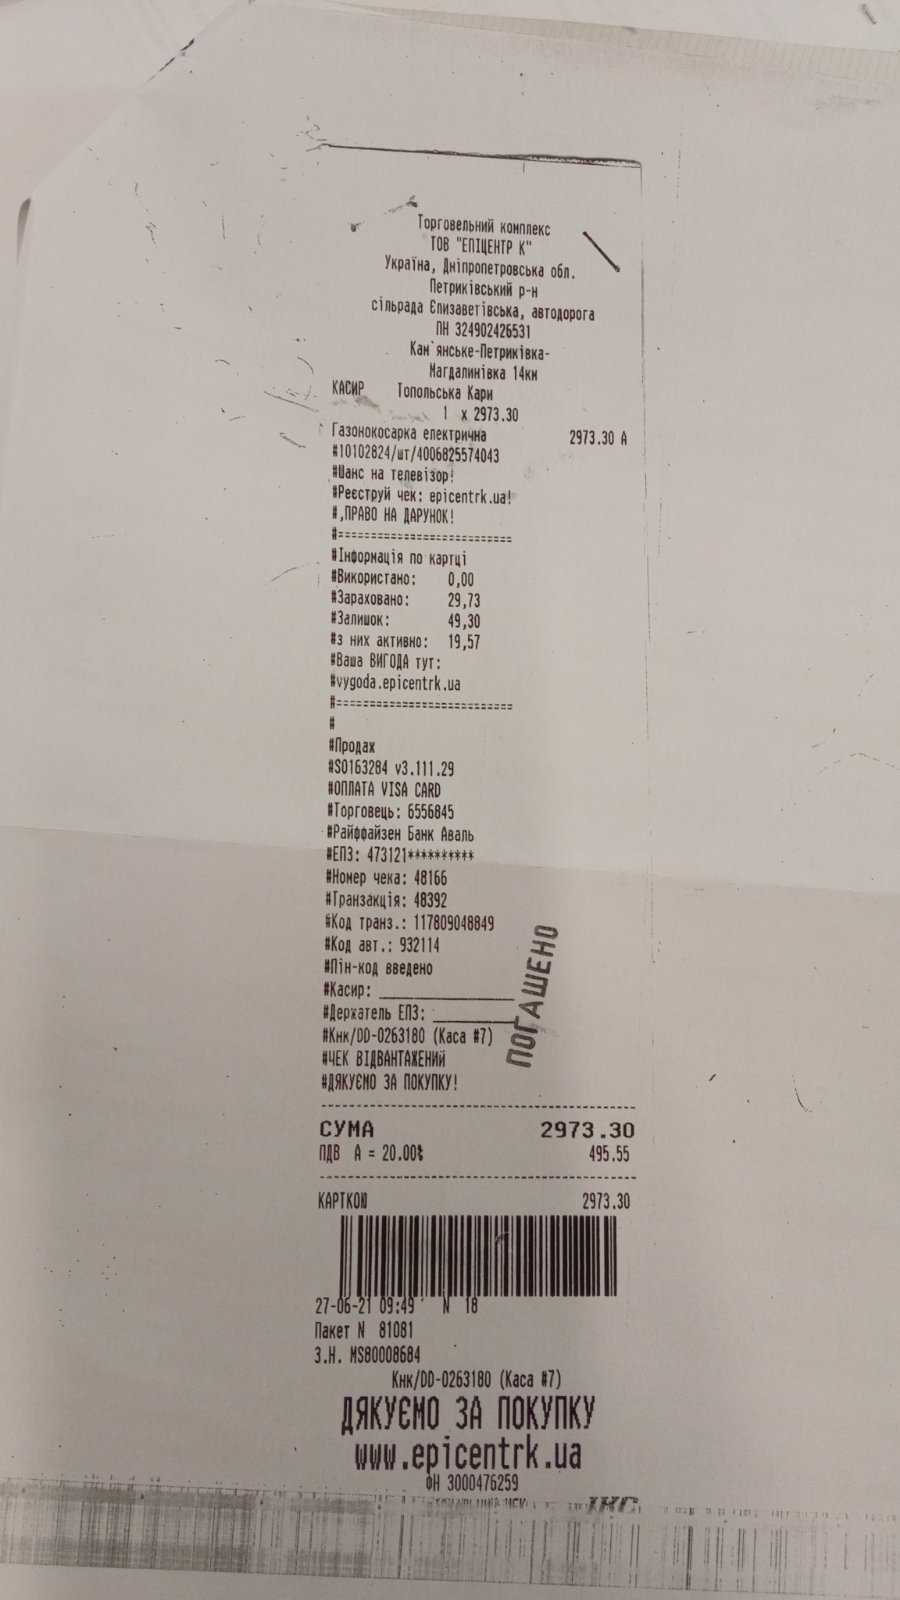 Торговельний комплекс
ТОВ "ЕПІЦЕНТР К"
Україна, Дніпропетровська обл.
Петриківський р-н
сільрада Єлизаветівська, автодорога
ПН 324902426531
Кам`янське-Петриківка-
Магдалинівка 14км
КАСИР Топольська Кари
1 x 2973.30
Газонокосарка електрична 2973.30 А
#10102824/шт/4006825574043
#Шанс на телевізор!
#Реєструй чек: epicentrk.ua!
#,ПРАВО НА ДАРУНОК!
#==========================
#Інформація по картці
#Використано: 0,00
#Зараховано: 29,73
#Залишок: 49,30
#з них активно: 19,57
#Ваша ВИГОДА тут:
#vygoda.epicentrk.ua
#==========================
#
#Продаж
#S0163284 v3.111.29
#ОПЛАТА VISA CARD
#Торговець: 6556845
#Райффайзен Банк Аваль
#ЕПЗ: 473121**********
#Номер чека: 48166
#Транзакція: 48392
#Код транз.: 117809048849
#Код авт.: 932114
#Пін-код введено
#Касир: _______________
#Держатель ЕПЗ: __________
ПОГАШЕНО
#Кнк/DD-0263180 (Каса #7)
#ЧЕК ВІДВАНТАЖЕНИЙ
#ДЯКУЄМО ЗА ПОКУПКУ!
СУМА 2973.30
ПДВ А = 20.00% 495.55
КАРТКОЮ 2973.30
27-06-21 09:49 N 18
Пакет N 81081
З.Н. MS80008684
Кнк/DD-0263180 (Каса #7)
ДЯКУЄМО ЗА ПОКУПКУ
www.epicentrk.ua
ФН 3000476259